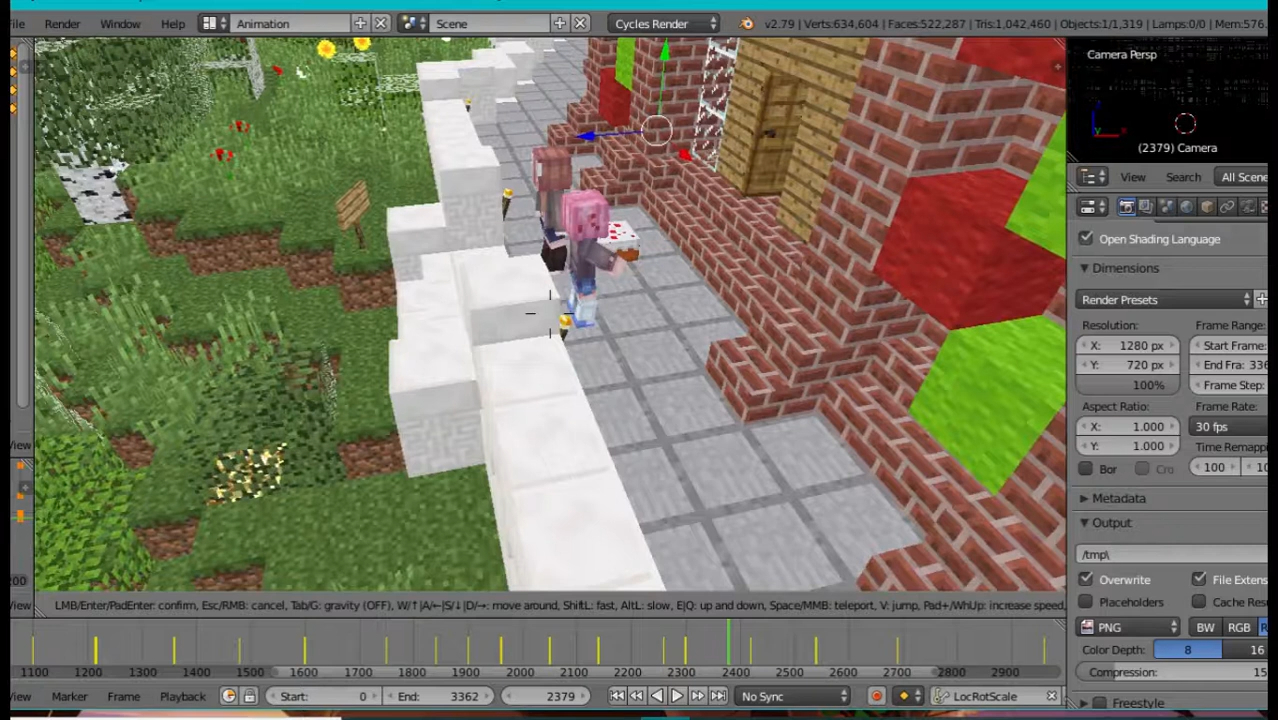 Render Window Help Animation Scene Cycles Render v2.79 | Verts:634,604 | Faces:522,287 | Tris:1,042,460 | Objects:1/1,319 | Lamps:0/0 | Mem:576.
Camera Persp
(2379) Camera
View Search All Scene
Open Shading Language
Dimensions
Render Presets
Resolution: Frame Range:
X: 1280 px Start Frame:
Y: 720 px End Fra: 336
100% Frame Step:
Aspect Ratio: Frame Rate:
X: 1.000 30 fps
Y: 1.000 Time Remapp
Bor Cro 100 10
Metadata
Output
/tmp\
Overwrite File Extens
Placeholders Cache Res
PNG BW RGB R
Color Depth: 8 16
Compression: 15
Freestyle
View
200
View LMB/Enter/PadEnter: confirm, Esc/RMB: cancel, Tab/G: gravity (OFF), W/↑|A/←|S/↓|D/→: move around, ShiftL: fast, AltL: slow, E|Q: up and down, Space/MMB: teleport, V: jump, Pad+/WhUp: increase speed,
1100 1200 1300 1400 1500 1600 1700 1800 1900 2000 2100 2200 2300 2400 2500 2600 2700 2800 2900
View Marker Frame Playback Start: 0 End: 3362 2379 No Sync LocRotScale